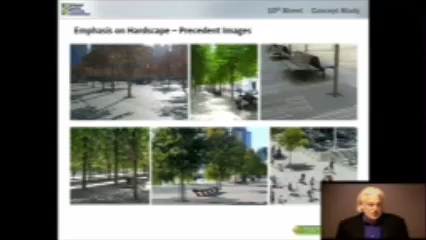 10th Street - Concept Study
Emphasis on Hardscape – Precedent Images